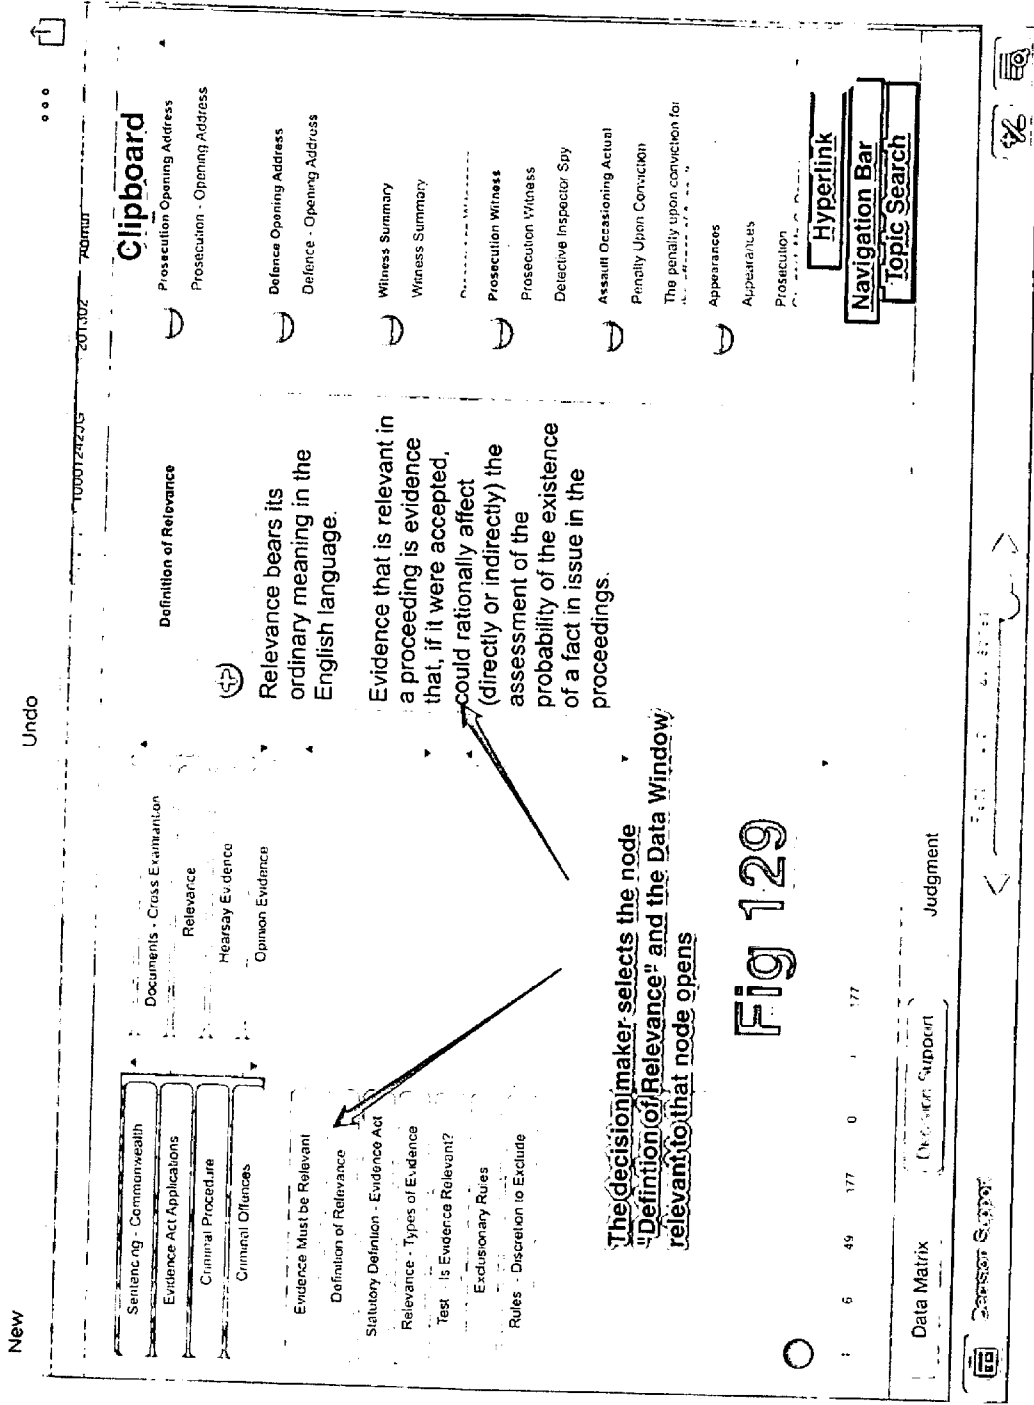 New
Undo
Admin
Sentencing - Commonwealth
Evidence Act Applications
Criminal Procedure
Criminal Offences
Documents - Cross Examiantion
Relevance
Hearsay Evidence
Opinion Evidence
Evidence Must be Relevant
Definition of Relevance
Statutory Defintion - Evidence Act
Relevance - Types of Evidence
Test Is Evidence Relevant?
Exclusionary Rules
Rules - Discretion to Exclude
Definition of Relevance
Relevance bears its
ordinary meaning in the
English language.
Evidence that is relevant in
a proceeding is evidence
that, if it were accepted,
could rationally affect
(directly or indirectly) the
assessment of the
probability of the existence
of a fact in issue in the
proceedings.
Clipboard
Prosecution Opening Address
Prosecution - Opening Address
Defence Opening Address
Defence - Opening Address
Witness Summary
Witness Summary
Prosecution Witness
Prosecution Witness
Detective Inspector Spy
Assault Occasioning Actual
Penalty Upon Conviction
The penalty upon conviction for
Appearances
Appearances
Prosecution
Hyperlink
Navigation Bar
Topic Search
The decision maker selects the node
"Defintion of Relevance" and the Data Window
relevant to that node opens
Fig 129
6 49 177 0 177
Data Matrix
Decision Support
Judgment
Decision Support